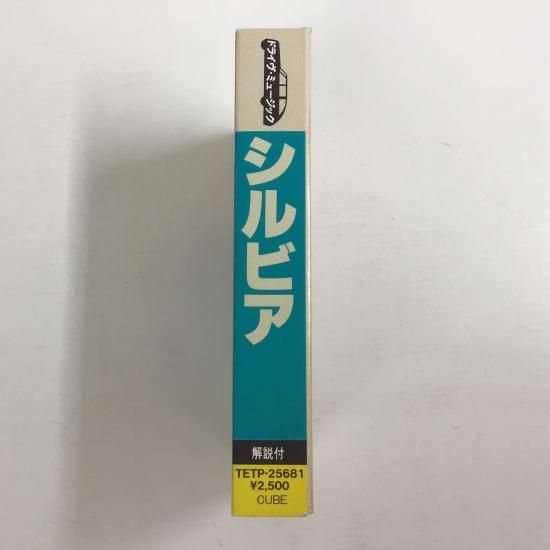 ドライヴ・ミュージック
シルビア
解説付
TETP-25681
¥2,500
CUBE